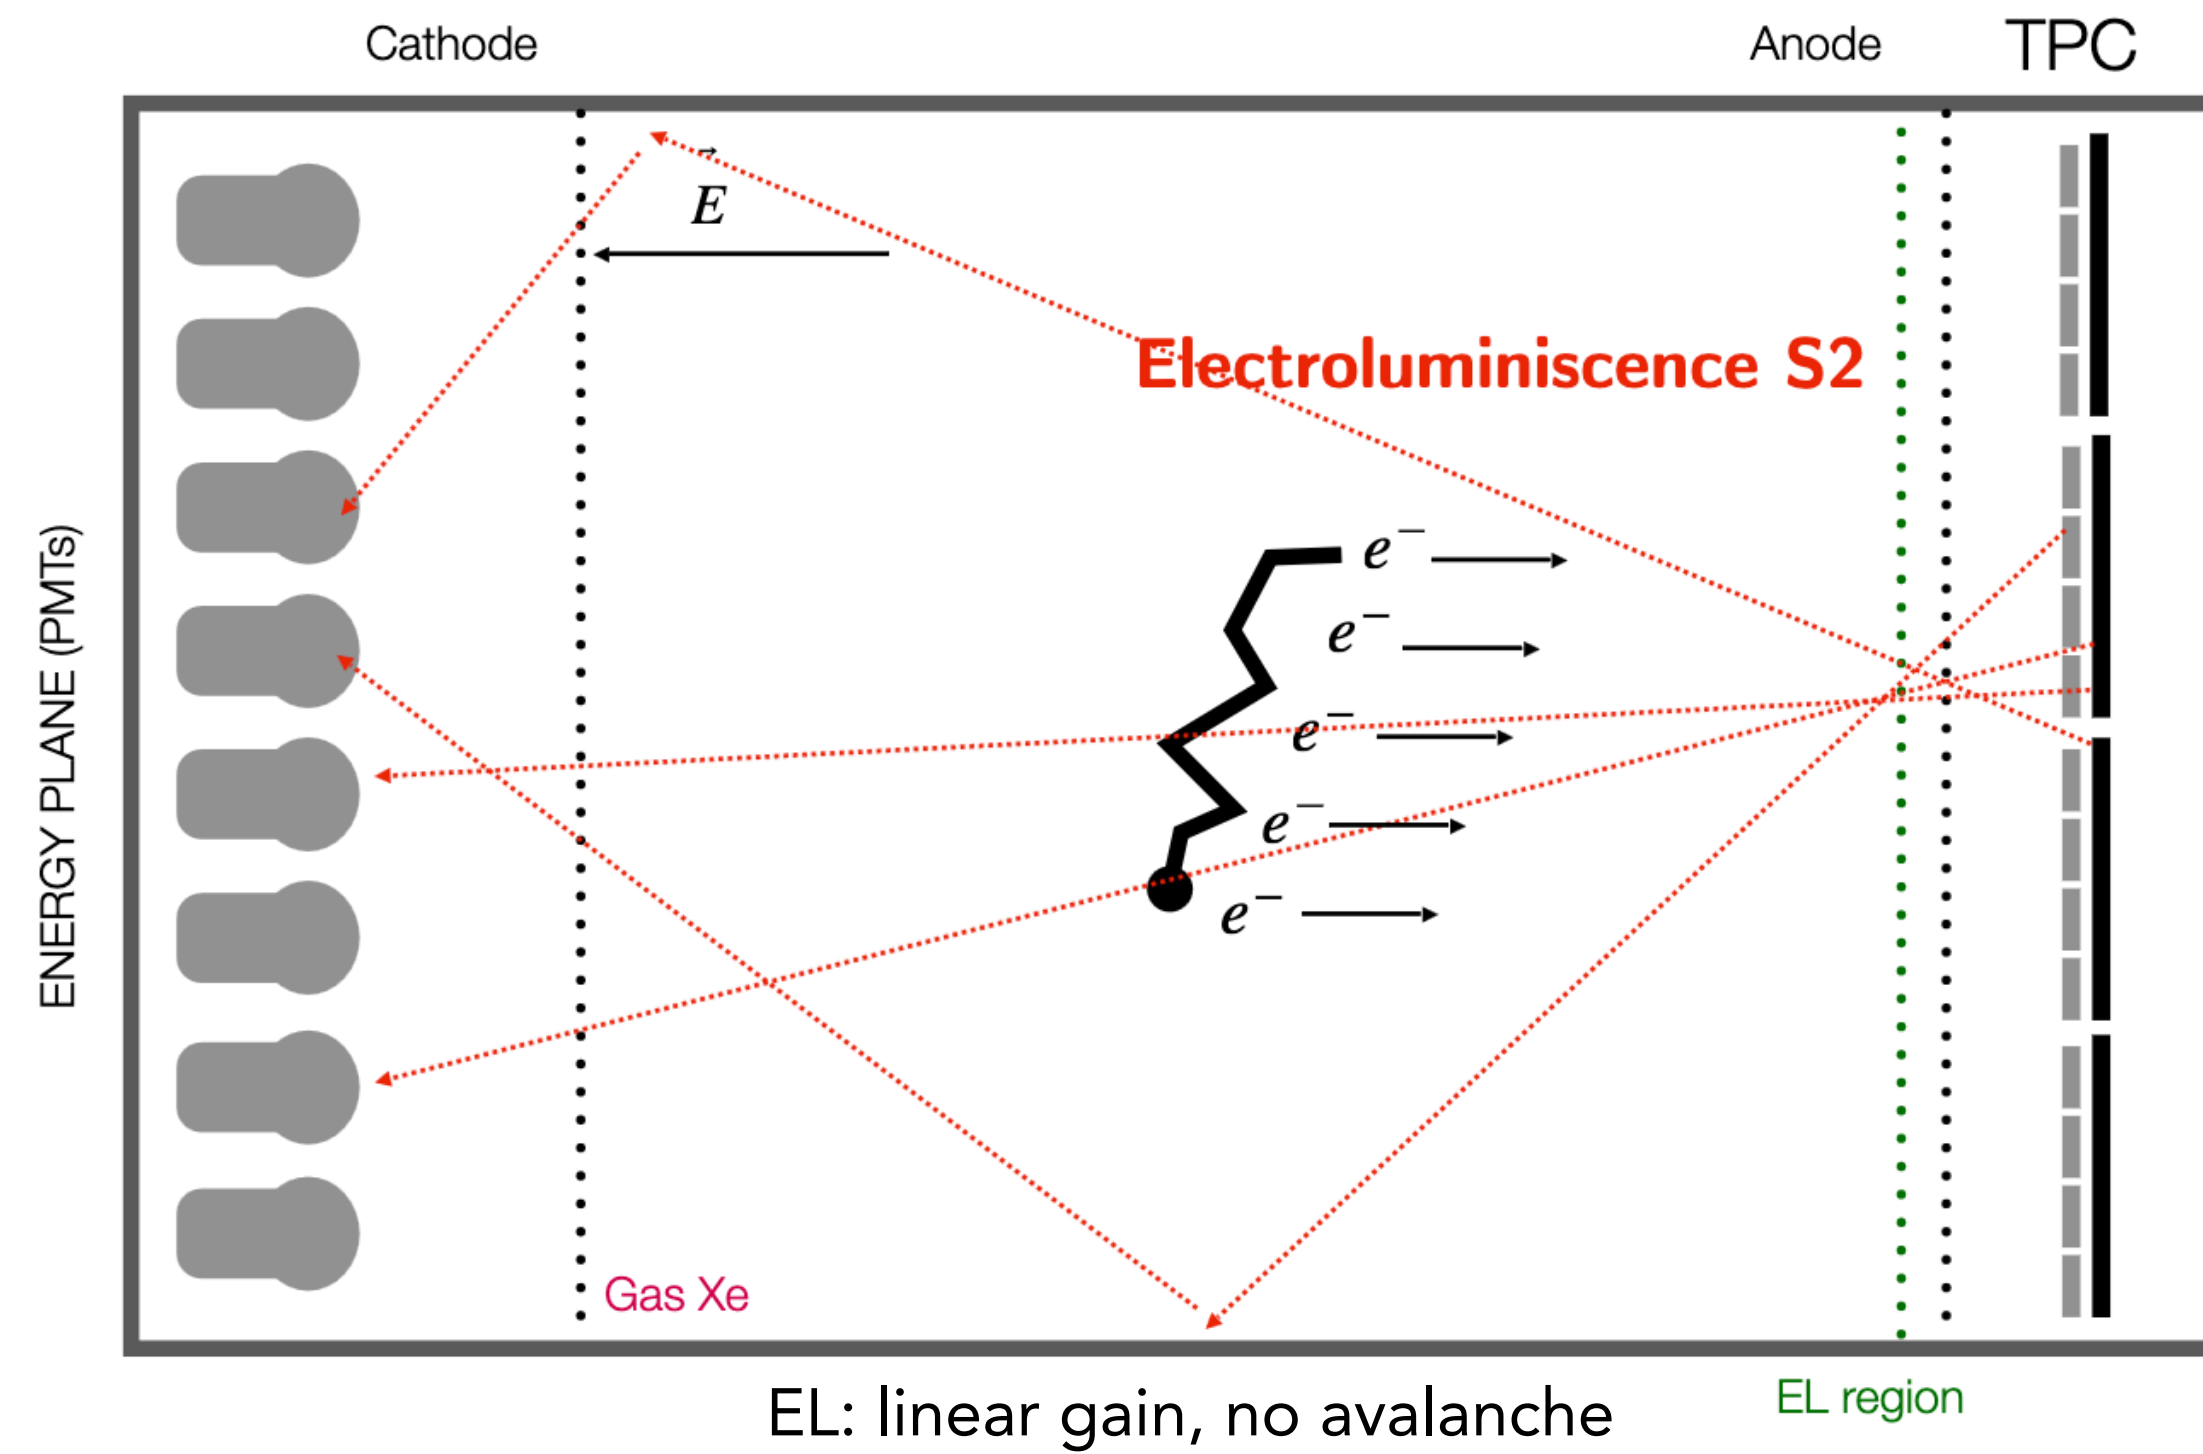 Cathode
Anode
TPC
E⃗
Electroluminiscence S2
ENERGY PLANE (PMTs)
e⁻
e⁻
e⁻
e⁻
e⁻
Gas Xe
EL region
EL: linear gain, no avalanche